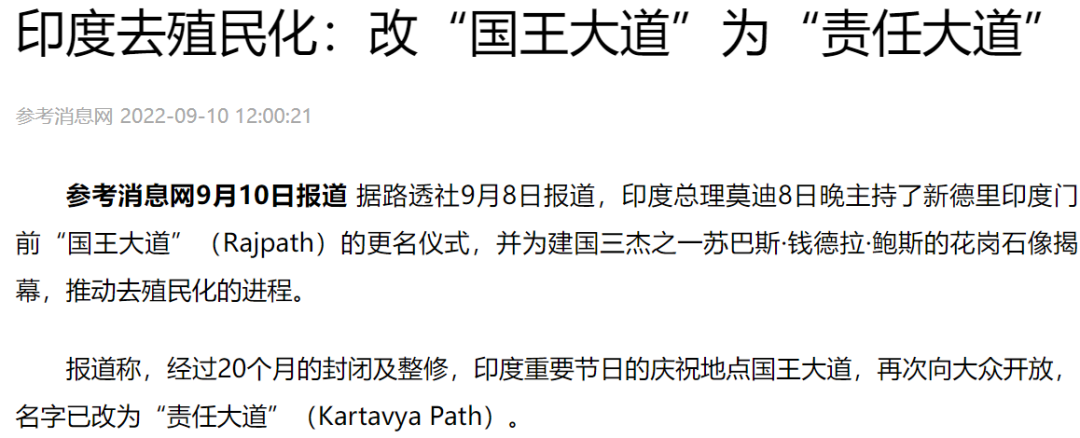 印度去殖民化：改“国王大道”为“责任大道”
参考消息网 2022-09-10 12:00:21
参考消息网9月10日报道 据路透社9月8日报道，印度总理莫迪8日晚主持了新德里印度门
前“国王大道”（Rajpath）的更名仪式，并为建国三杰之一苏巴斯·钱德拉·鲍斯的花岗石像揭
幕，推动去殖民化的进程。
报道称，经过20个月的封闭及整修，印度重要节日的庆祝地点国王大道，再次向大众开放，
名字已改为“责任大道”（Kartavya Path）。